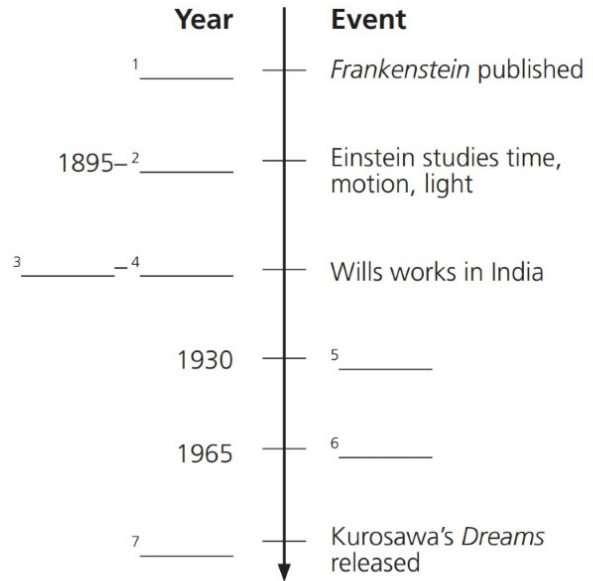 Year Event
1 Frankenstein published
1895– 2 Einstein studies time,
motion, light
3 – 4 Wills works in India
1930 5
1965 6
7 Kurosawa's Dreams
released